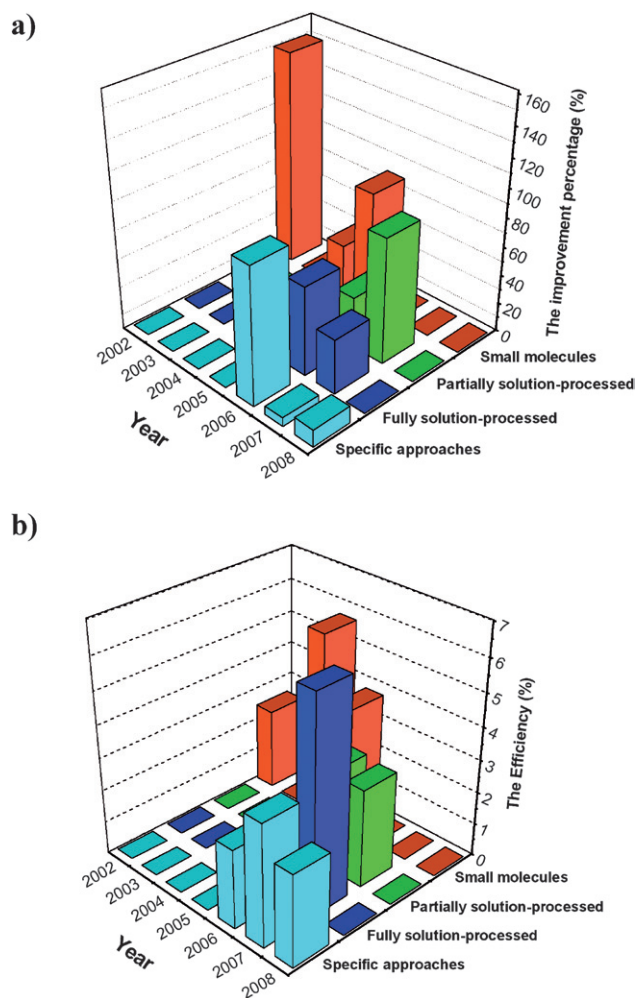 a)
160
140
120
100
80
60
40
20
0
The improvement percentage (%)
2002
2003
2004
2005
2006
2007
2008
Year
Small molecules
Partially solution-processed
Fully solution-processed
Specific approaches
b)
7
6
5
4
3
2
1
0
The Efficiency (%)
2002
2003
2004
2005
2006
2007
2008
Year
Small molecules
Partially solution-processed
Fully solution-processed
Specific approaches